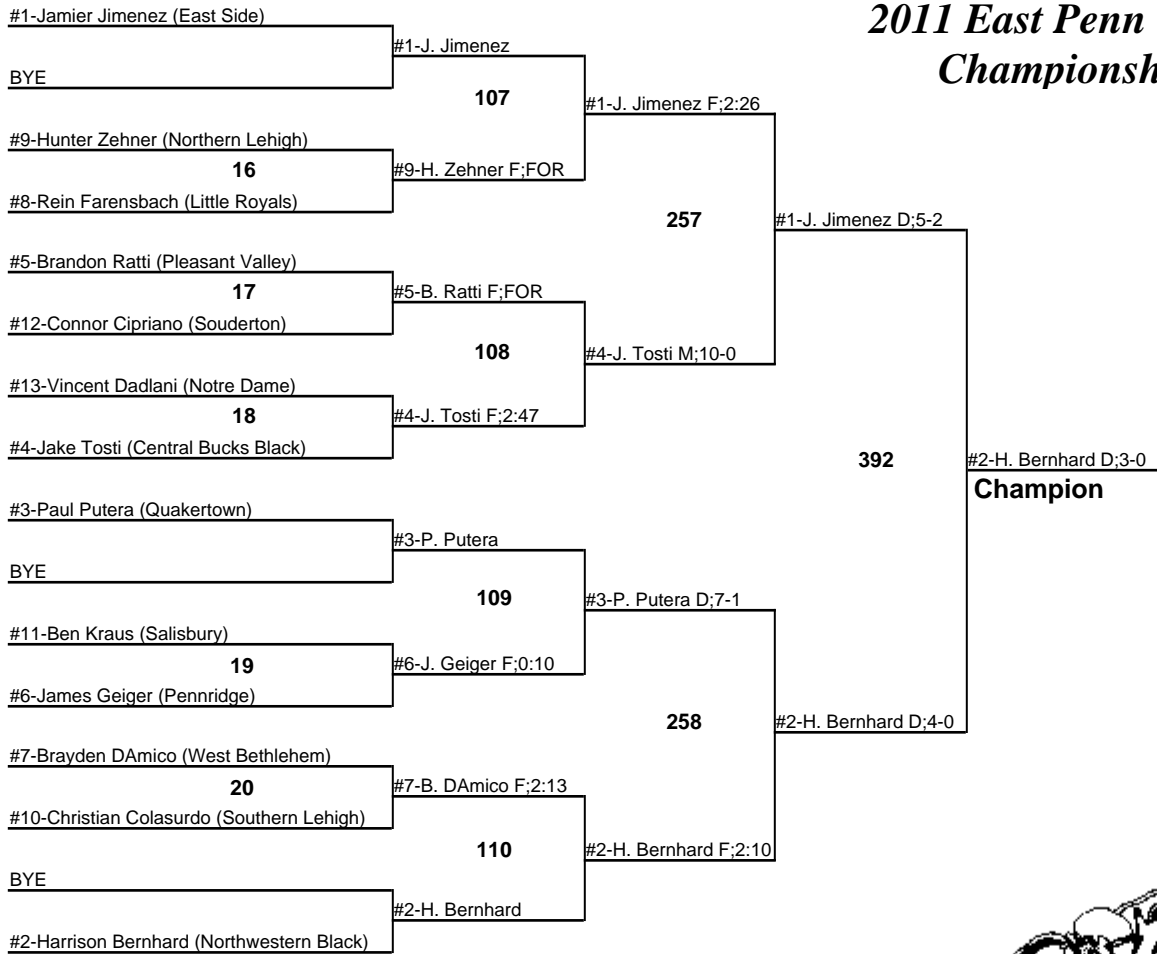 2011 East Penn
Championsh
#1-Jamier Jimenez (East Side)
#1-J. Jimenez
BYE
107
#1-J. Jimenez F;2:26
#9-Hunter Zehner (Northern Lehigh)
16
#9-H. Zehner F;FOR
#8-Rein Farensbach (Little Royals)
257
#1-J. Jimenez D;5-2
#5-Brandon Ratti (Pleasant Valley)
17
#5-B. Ratti F;FOR
#12-Connor Cipriano (Souderton)
108
#4-J. Tosti M;10-0
#13-Vincent Dadlani (Notre Dame)
18
#4-J. Tosti F;2:47
#4-Jake Tosti (Central Bucks Black)
392
#2-H. Bernhard D;3-0
Champion
#3-Paul Putera (Quakertown)
#3-P. Putera
BYE
109
#3-P. Putera D;7-1
#11-Ben Kraus (Salisbury)
19
#6-J. Geiger F;0:10
#6-James Geiger (Pennridge)
258
#2-H. Bernhard D;4-0
#7-Brayden DAmico (West Bethlehem)
20
#7-B. DAmico F;2:13
#10-Christian Colasurdo (Southern Lehigh)
110
#2-H. Bernhard F;2:10
BYE
#2-H. Bernhard
#2-Harrison Bernhard (Northwestern Black)